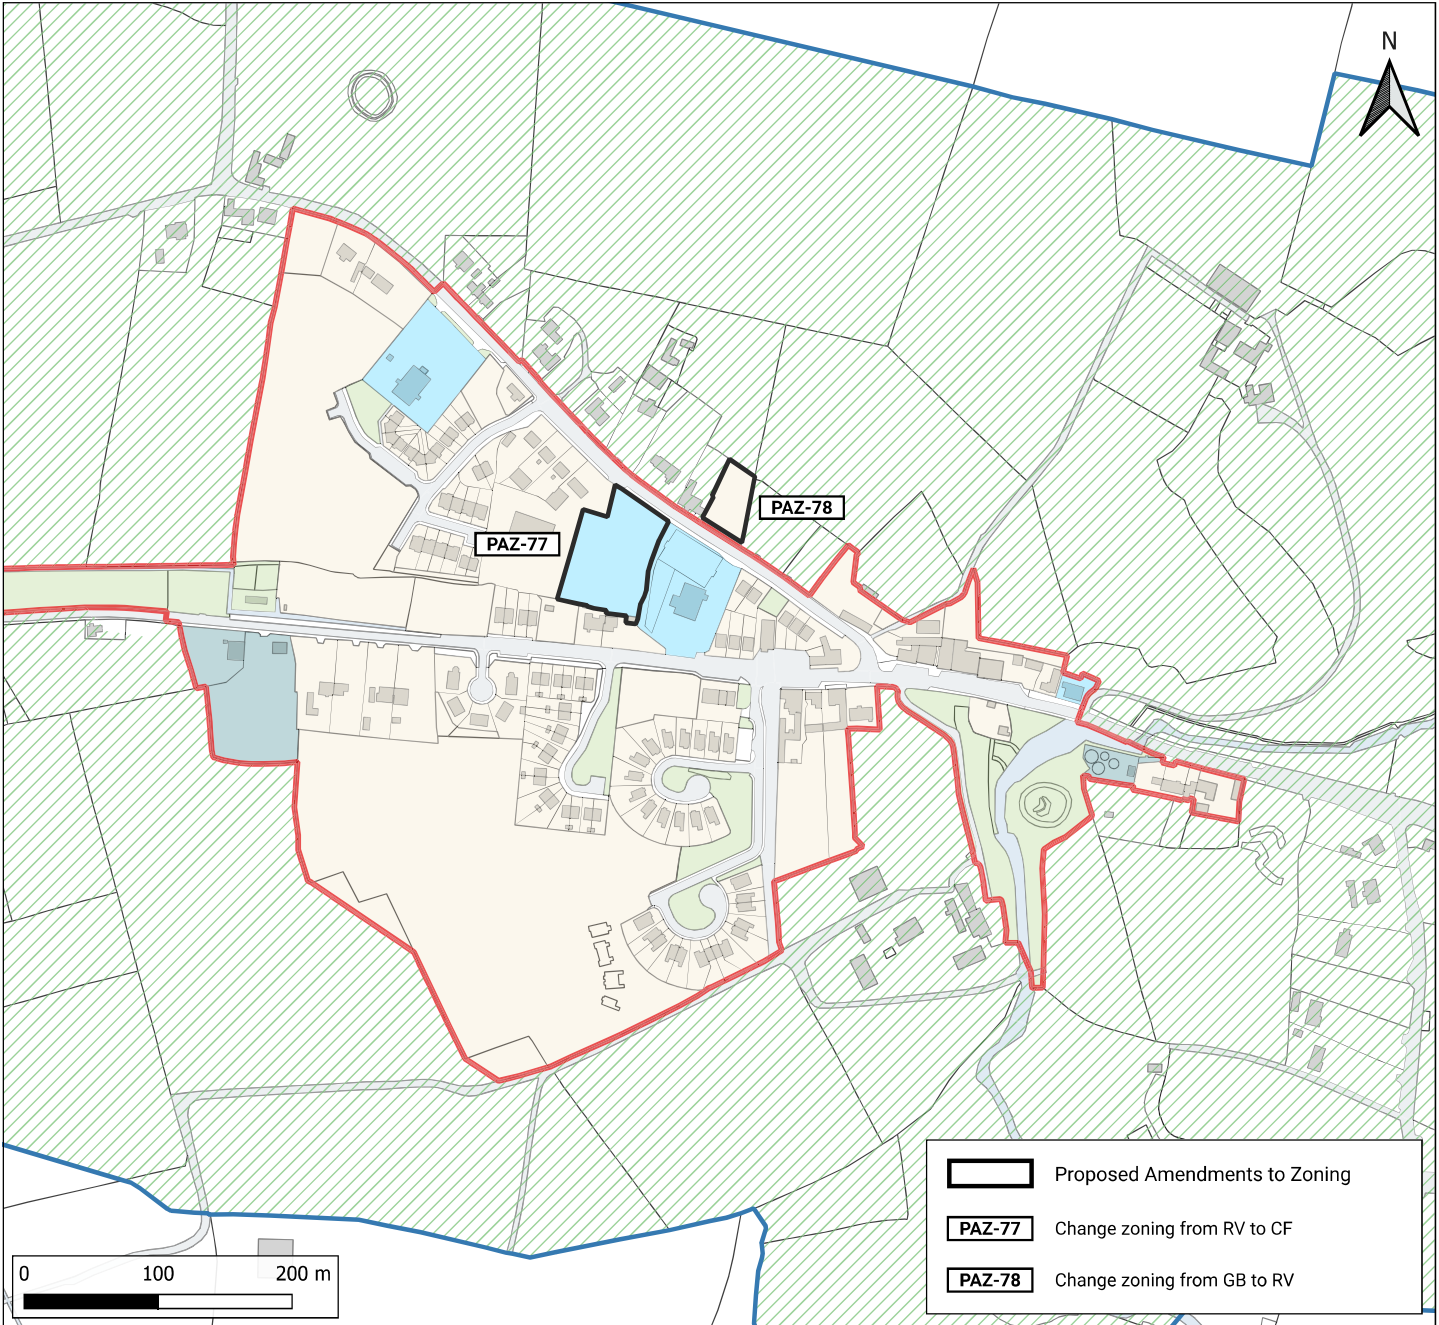 N
PAZ-78
PAZ-77
Proposed Amendments to Zoning
PAZ-77 Change zoning from RV to CF
PAZ-78 Change zoning from GB to RV
0 100 200 m